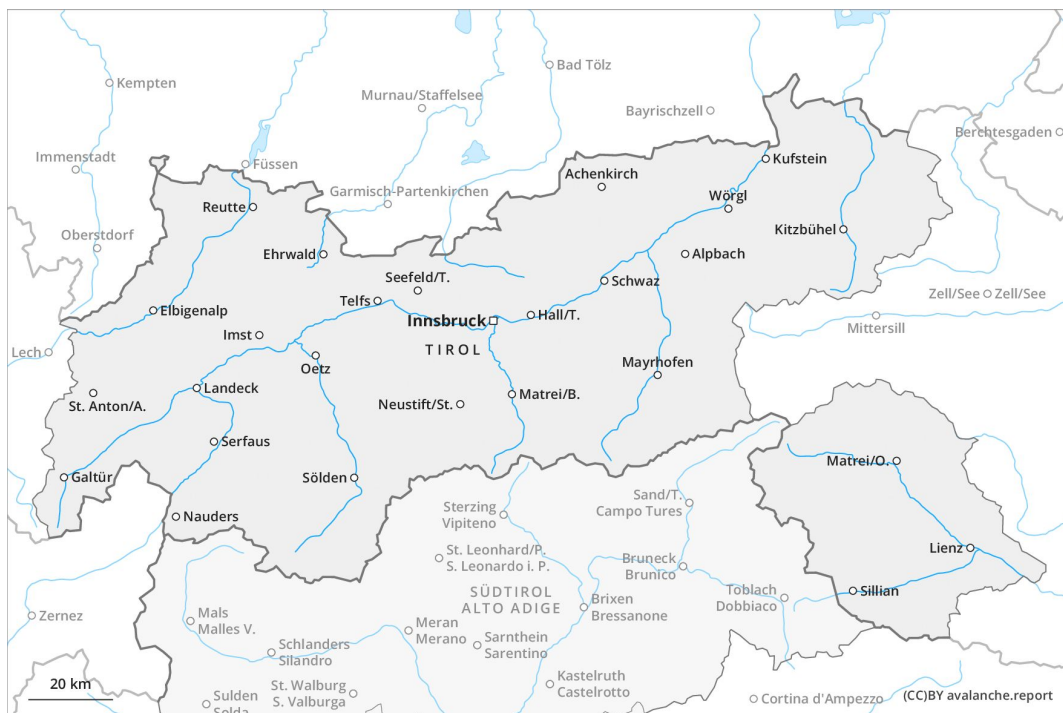 Kempten
Bad Tölz
Murnau/Staffelsee
Bayrischzell
Berchtesgaden
Immenstadt
Füssen
Kufstein
Garmisch-Partenkirchen
Achenkirch
Reutte
Wörgl
Oberstdorf
Kitzbühel
Ehrwald
Alpbach
Seefeld/T.
Schwaz
Zell/See
Zell/See
Telfs
Elbigenalp
Innsbruck
Hall/T.
Mittersill
Imst
TIROL
Lech
Oetz
Mayrhofen
Landeck
St. Anton/A.
Neustift/St.
Matrei/B.
Serfaus
Matrei/O.
Galtür
Sölden
Sand/T.
Campo Tures
Sterzing
Vipiteno
Nauders
Lienz
St. Leonhard/P.
S. Leonardo i. P.
Bruneck
Brunico
SÜDTIROL
ALTO ADIGE
Sillian
Toblach
Dobbiaco
Brixen
Bressanone
Zernez
Mals
Malles V.
Meran
Merano
Sarnthein
Sarentino
Schlanders
Silandro
Kastelruth
Castelrotto
20 km
St. Walburg
S. Valburga
Sulden
Solda
Cortina d'Ampezzo
(CC)BY avalanche.report